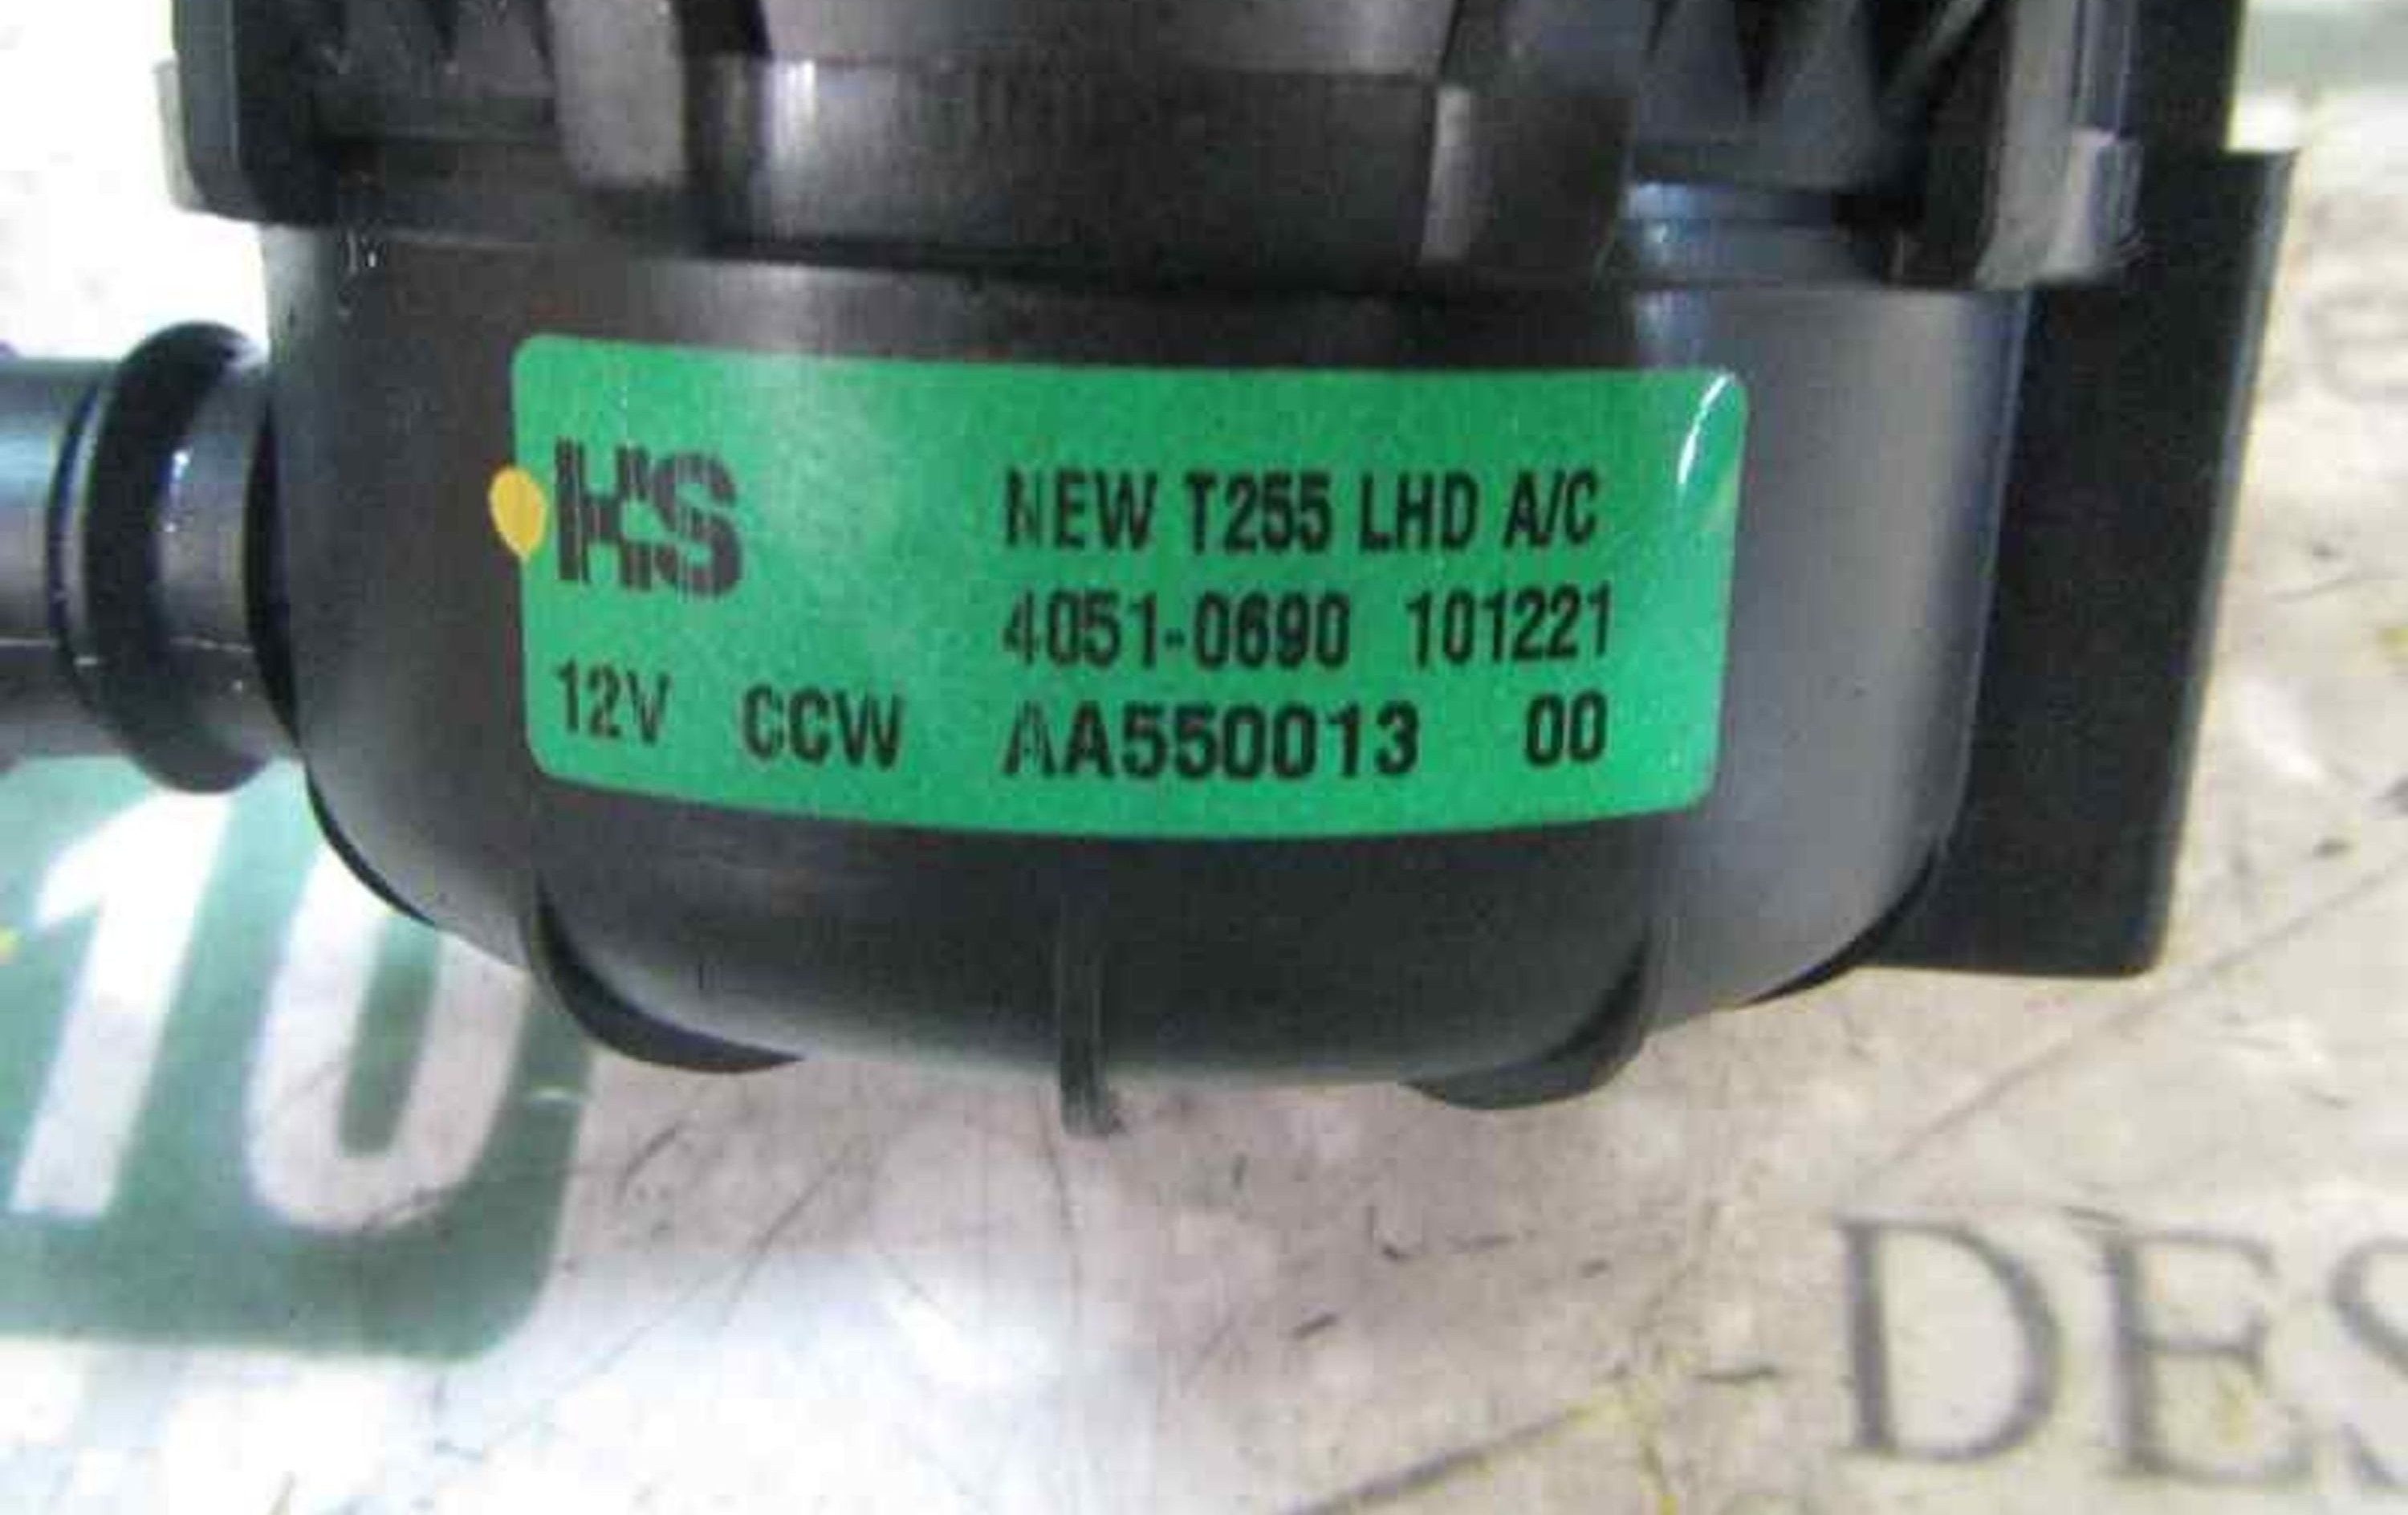 HS NEW T255 LHD A/C
4051-0690 101221
12V CCW AA550013 00
10
DES